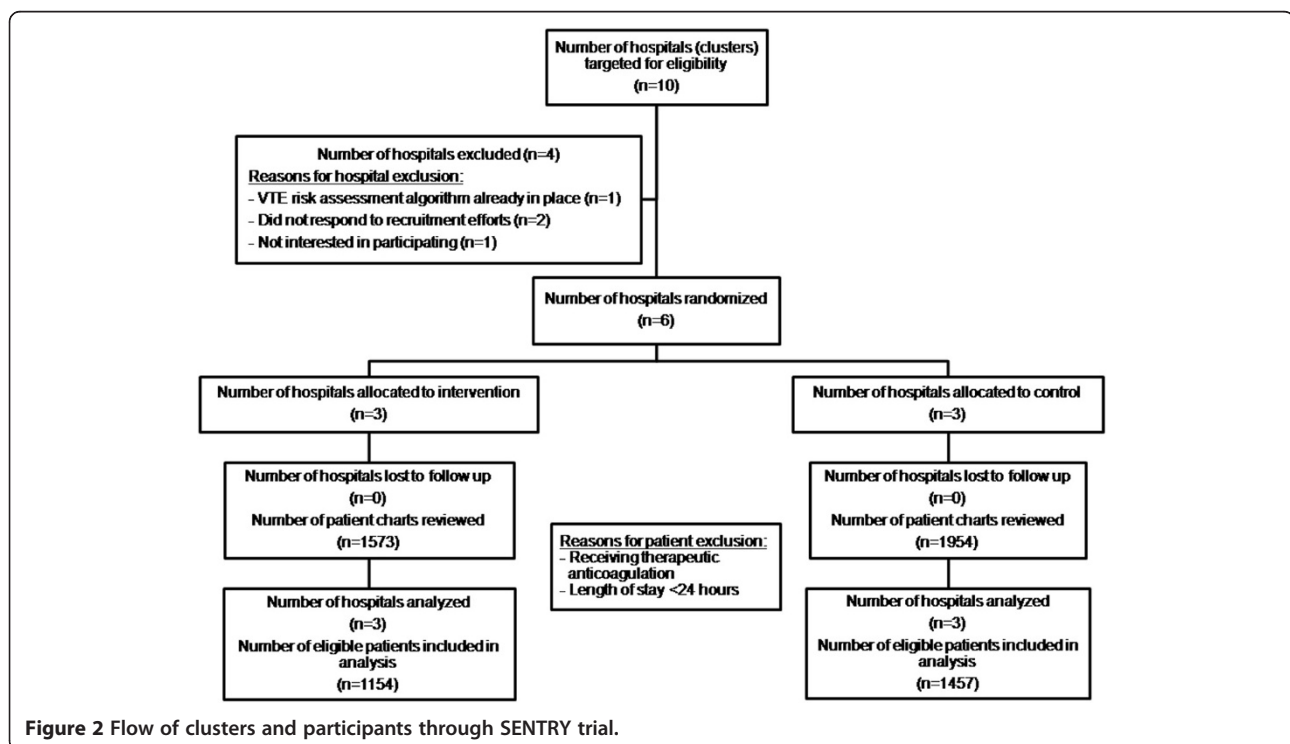 Number of hospitals (clusters)
targeted for eligibility
(n=10)
Number of hospitals excluded (n=4)
Reasons for hospital exclusion:
- VTE risk assessment algorithm already in place (n=1)
- Did not respond to recruitment efforts (n=2)
- Not interested in participating (n=1)
Number of hospitals randomized
(n=6)
Number of hospitals allocated to intervention
(n=3)
Number of hospitals allocated to control
(n=3)
Number of hospitals lost to follow up
(n=0)
Number of patient charts reviewed
(n=1573)
Number of hospitals lost to follow up
(n=0)
Number of patient charts reviewed
(n=1954)
Reasons for patient exclusion:
- Receiving therapeutic
anticoagulation
- Length of stay <24 hours
Number of hospitals analyzed
(n=3)
Number of eligible patients included in
analysis
(n=1154)
Number of hospitals analyzed
(n=3)
Number of eligible patients included in
analysis
(n=1457)
Figure 2 Flow of clusters and participants through SENTRY trial.